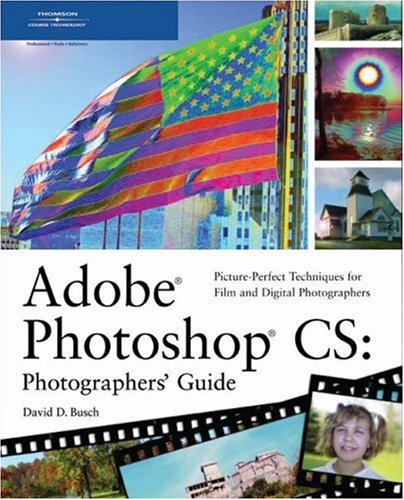 THOMSON
COURSE TECHNOLOGY
Professional • Trade • Reference
Adobe®
Picture-Perfect Techniques for
Film and Digital Photographers
Photoshop® CS:
Photographers' Guide
David D. Busch